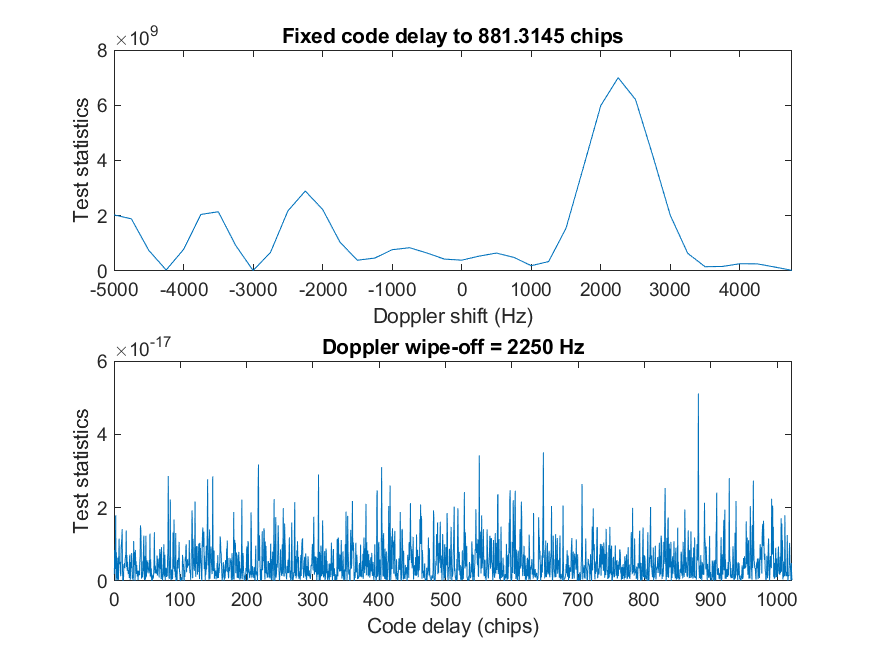 ×10^9
Fixed code delay to 881.3145 chips
8
6
4
2
0
Test statistics
-5000 -4000 -3000 -2000 -1000 0 1000 2000 3000 4000
Doppler shift (Hz)
×10^-17
Doppler wipe-off = 2250 Hz
6
4
2
0
Test statistics
0 100 200 300 400 500 600 700 800 900 1000
Code delay (chips)